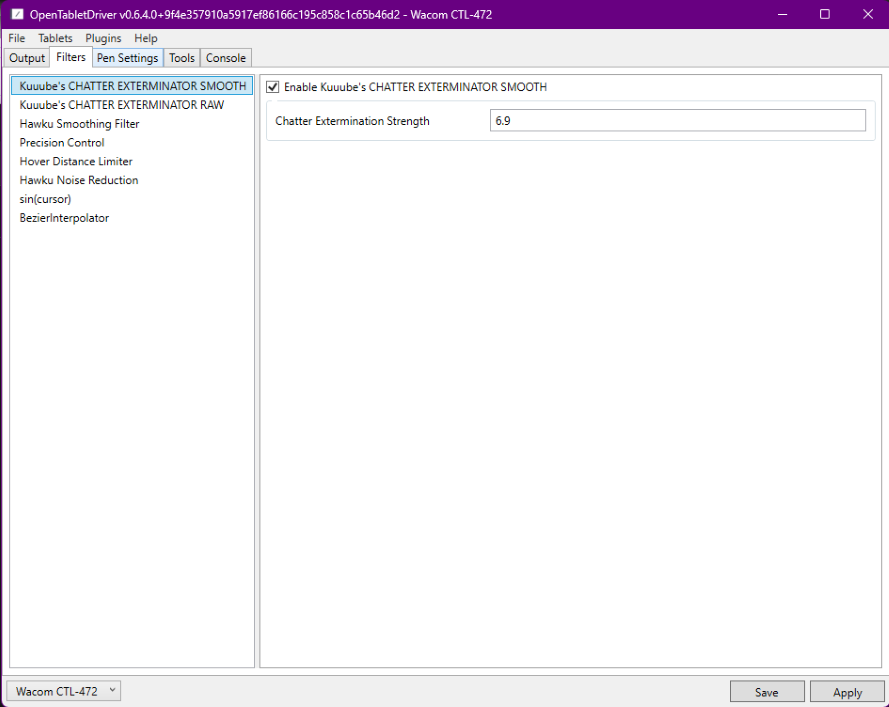 OpenTabletDriver v0.6.4.0+9f4e357910a5917ef86166c195c858c1c65b46d2 - Wacom CTL-472
File Tablets Plugins Help
Output Filters Pen Settings Tools Console
Kuuube's CHATTER EXTERMINATOR SMOOTH
Kuuube's CHATTER EXTERMINATOR RAW
Hawku Smoothing Filter
Precision Control
Hover Distance Limiter
Hawku Noise Reduction
sin(cursor)
BezierInterpolator
Enable Kuuube's CHATTER EXTERMINATOR SMOOTH
Chatter Extermination Strength 6.9
Wacom CTL-472 Save Apply